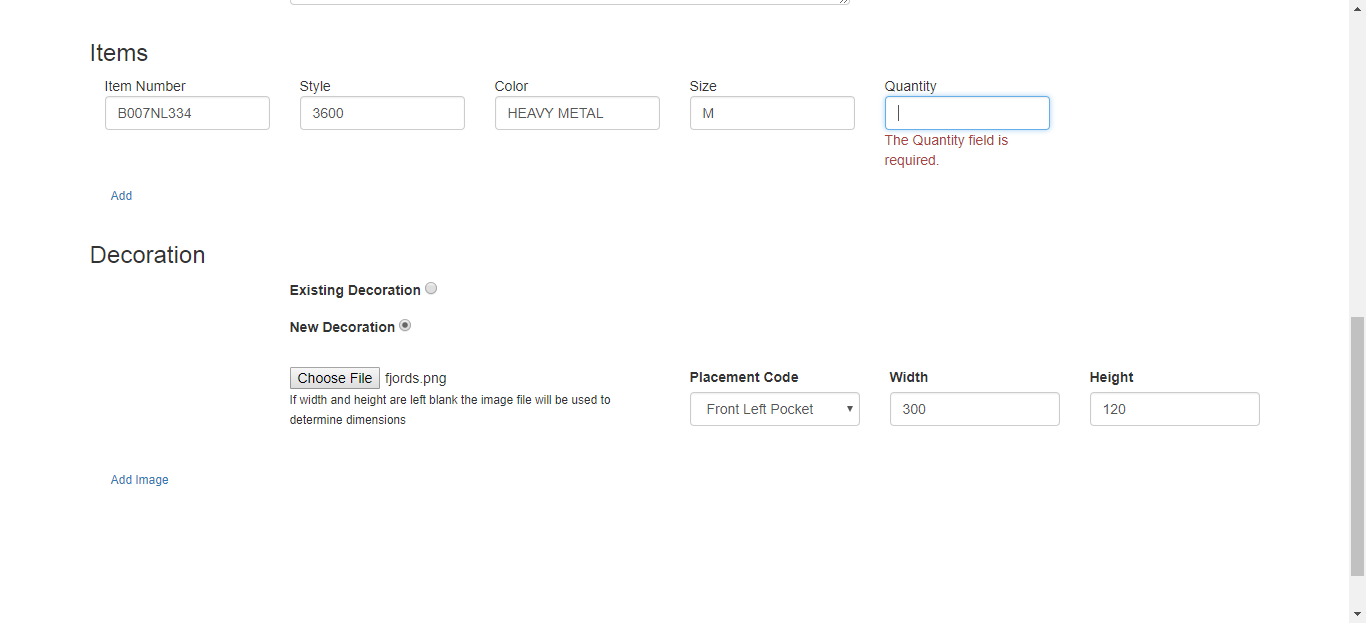 Items
Item Number Style Color Size Quantity
B007NL334 3600 HEAVY METAL M
The Quantity field is
required.
Add
Decoration
Existing Decoration
New Decoration
Placement Code Width Height
Choose File fjords.png
If width and height are left blank the image file will be used to
determine dimensions
Front Left Pocket 300 120
Add Image